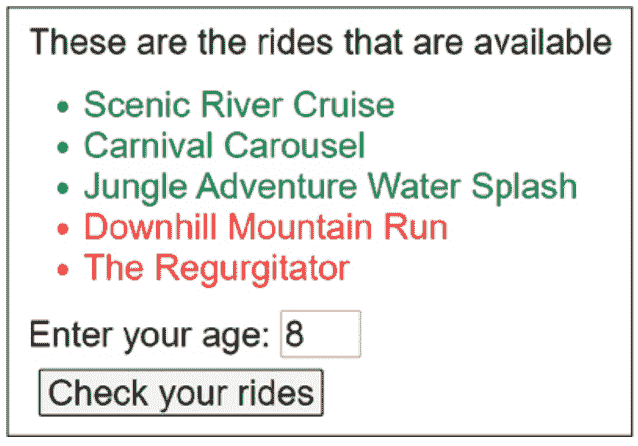 These are the rides that are available
• Scenic River Cruise
• Carnival Carousel
• Jungle Adventure Water Splash
• Downhill Mountain Run
• The Regurgitator
Enter your age: 8
Check your rides